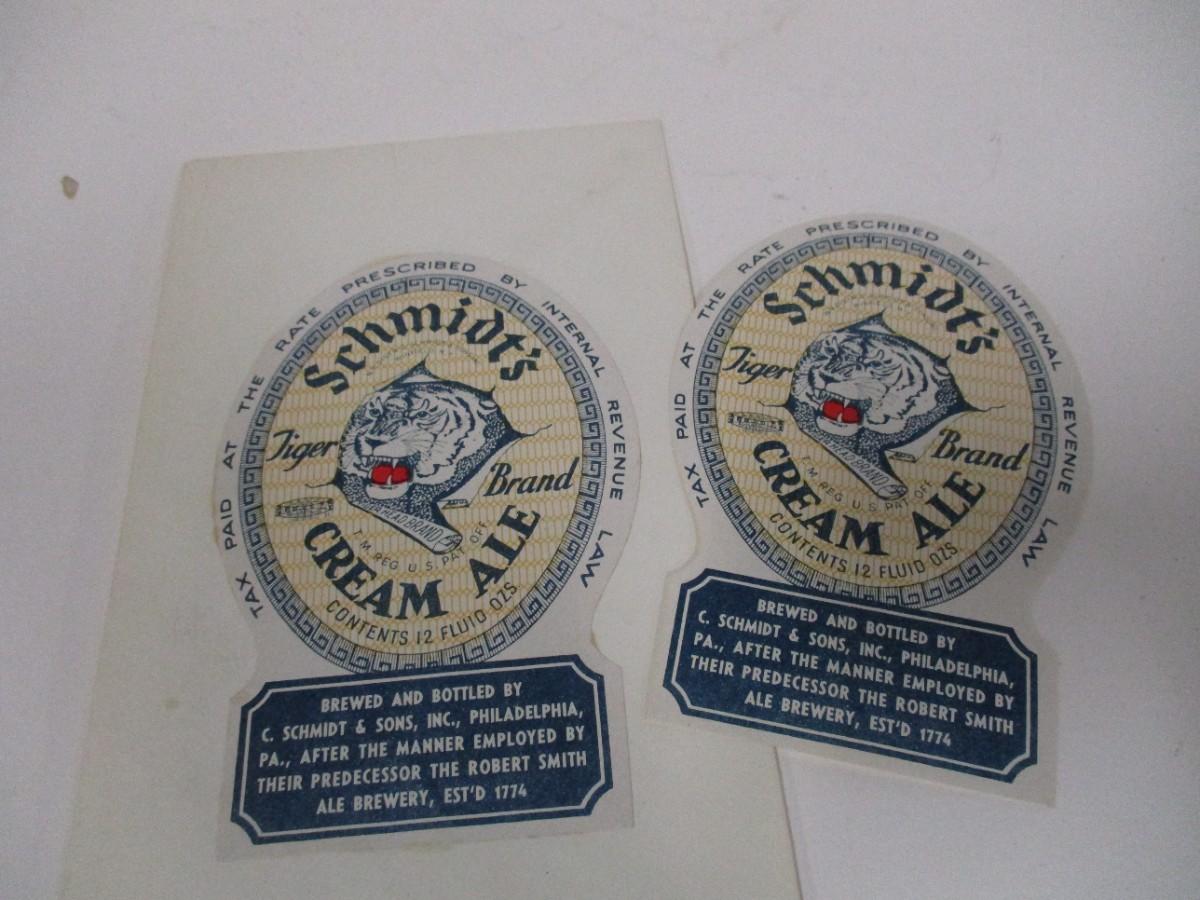 TAX PAID AT THE RATE PRESCRIBED BY INTERNAL REVENUE LAW
Schmidt's
Tiger
Brand
T. M. REG. U. S. PAT. OFF.
CREAM ALE
CONTENTS 12 FLUID OZS
BREWED AND BOTTLED BY
C. SCHMIDT & SONS, INC., PHILADELPHIA,
PA., AFTER THE MANNER EMPLOYED BY
THEIR PREDECESSOR THE ROBERT SMITH
ALE BREWERY, EST'D 1774
TAX PAID AT THE RATE PRESCRIBED BY INTERNAL REVENUE LAW
Schmidt's
Tiger
Brand
T. M. REG. U. S. PAT. OFF.
CREAM ALE
CONTENTS 12 FLUID OZS
BREWED AND BOTTLED BY
C. SCHMIDT & SONS, INC., PHILADELPHIA,
PA., AFTER THE MANNER EMPLOYED BY
THEIR PREDECESSOR THE ROBERT SMITH
ALE BREWERY, EST'D 1774